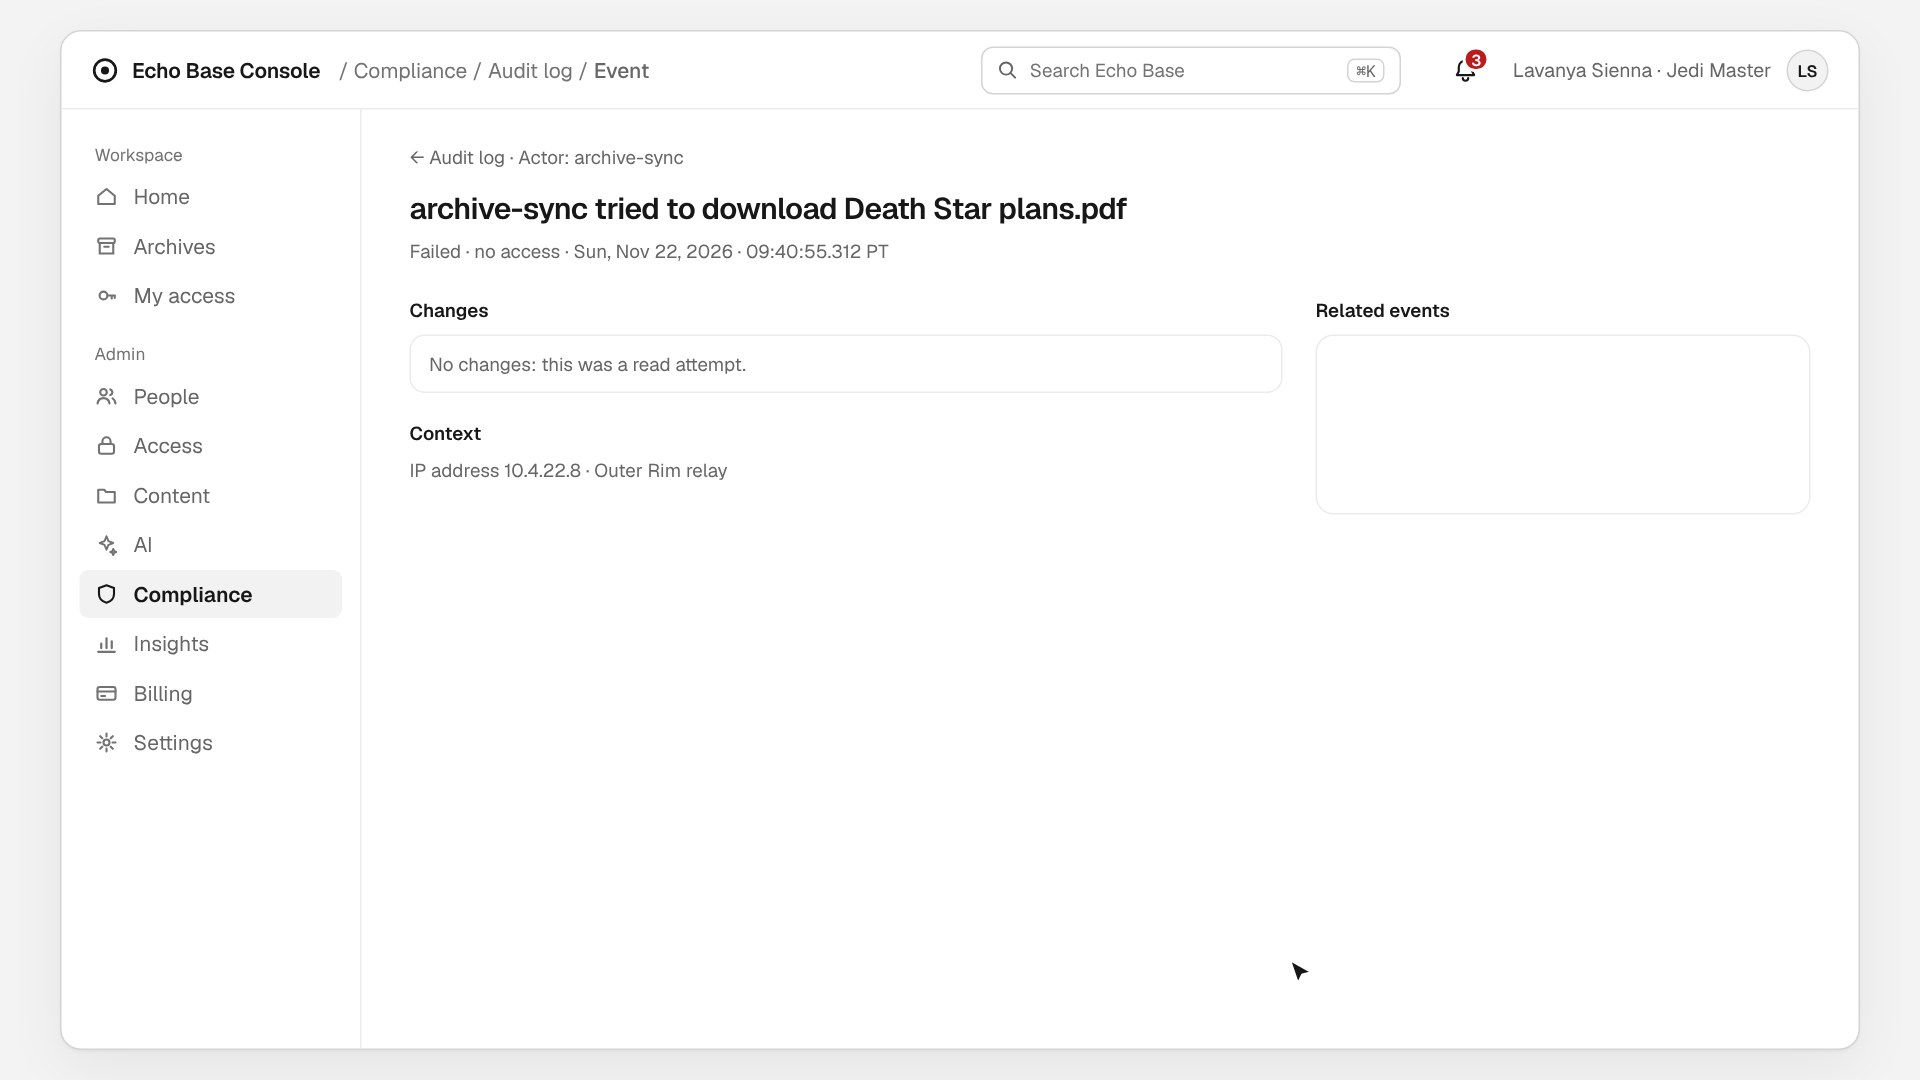 Echo Base Console / Compliance / Audit log / Event
Search Echo Base ⌘K
3
Lavanya Sienna · Jedi Master LS
Workspace
Home
Archives
My access
Admin
People
Access
Content
AI
Compliance
Insights
Billing
Settings
← Audit log · Actor: archive-sync
archive-sync tried to download Death Star plans.pdf
Failed · no access · Sun, Nov 22, 2026 · 09:40:55.312 PT
Changes
No changes: this was a read attempt.
Context
IP address 10.4.22.8 · Outer Rim relay
Related events